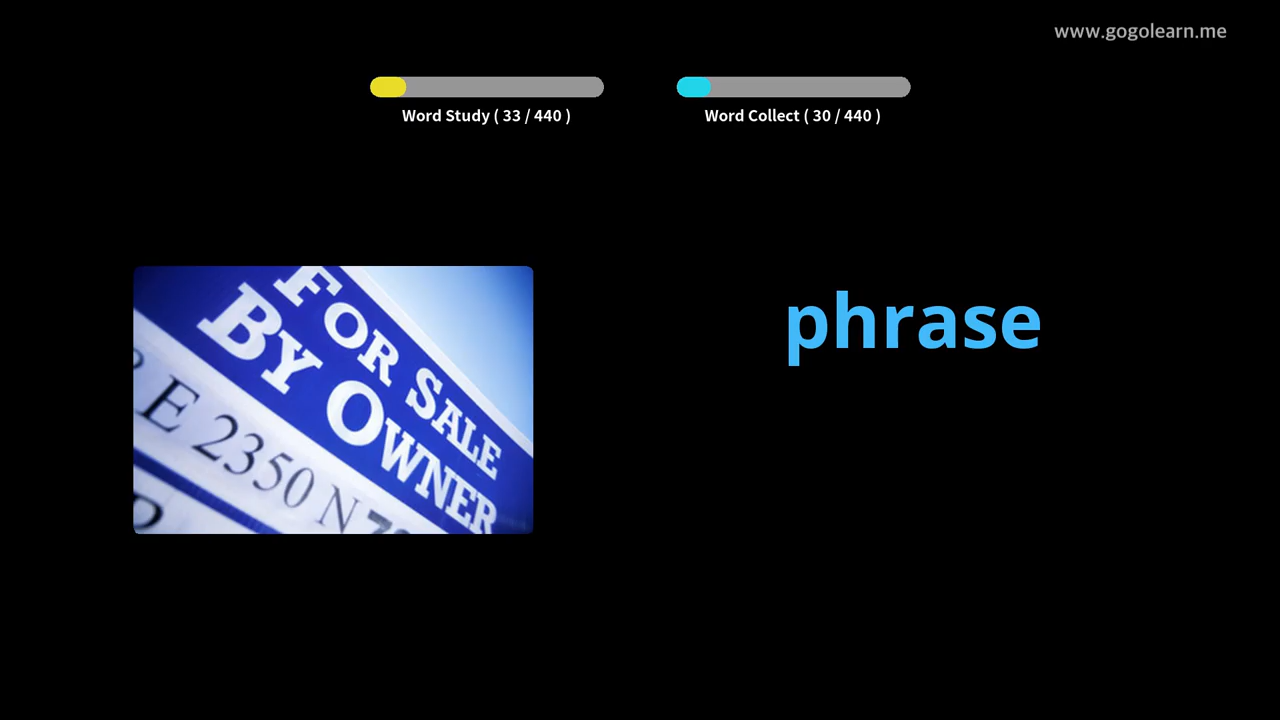 www.gogolearn.me
Word Study ( 33 / 440 )
Word Collect ( 30 / 440 )
FOR SALE
BY OWNER
E 2350 N
phrase